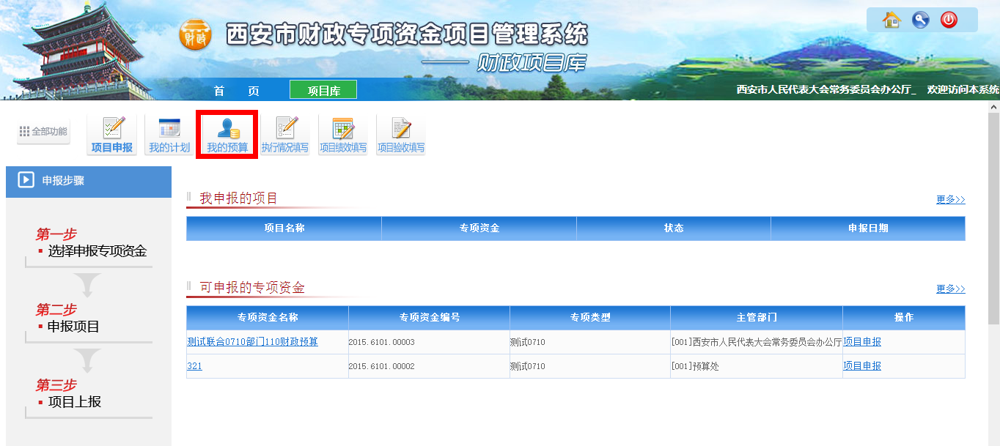 财政
西安市财政专项资金项目管理系统
财政项目库
首 页
项目库
西安市人民代表大会常务委员会办公厅_ 欢迎访问本系统
全部功能
项目申报
我的计划
我的预算
执行情况填写
项目绩效填写
项目验收填写
申报步骤
第一步
选择申报专项资金
第二步
申报项目
第三步
项目上报
我申报的项目
更多>>
项目名称 专项资金 状态 申报日期
可申报的专项资金
更多>>
专项资金名称 专项资金编号 专项类型 主管部门 操作
测试联合0710部门110财政预算 2015.6101.00003 测试0710 [001]西安市人民代表大会常务委员会办公厅 项目申报
321 2015.6101.00002 测试0710 [001]预算处 项目申报